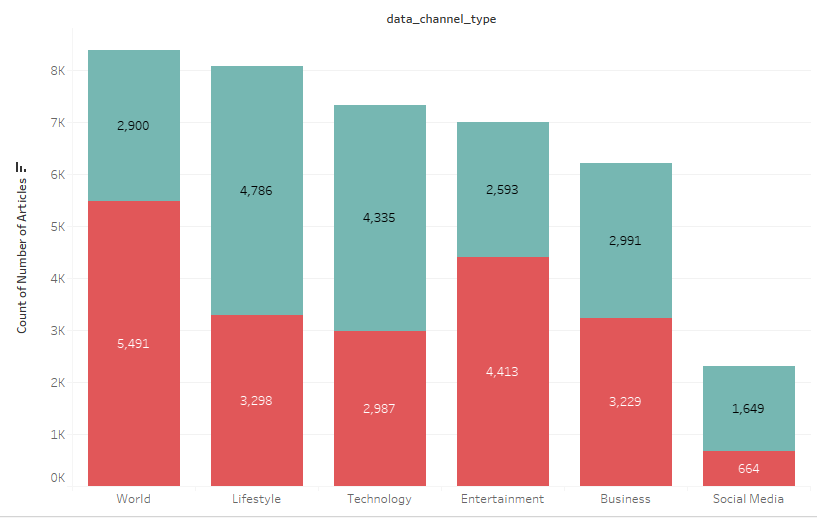 data_channel_type
Count of Number of Articles
8K
7K
6K
5K
4K
3K
2K
1K
0K
2,900
5,491
4,786
3,298
4,335
2,987
2,593
4,413
2,991
3,229
1,649
664
World
Lifestyle
Technology
Entertainment
Business
Social Media